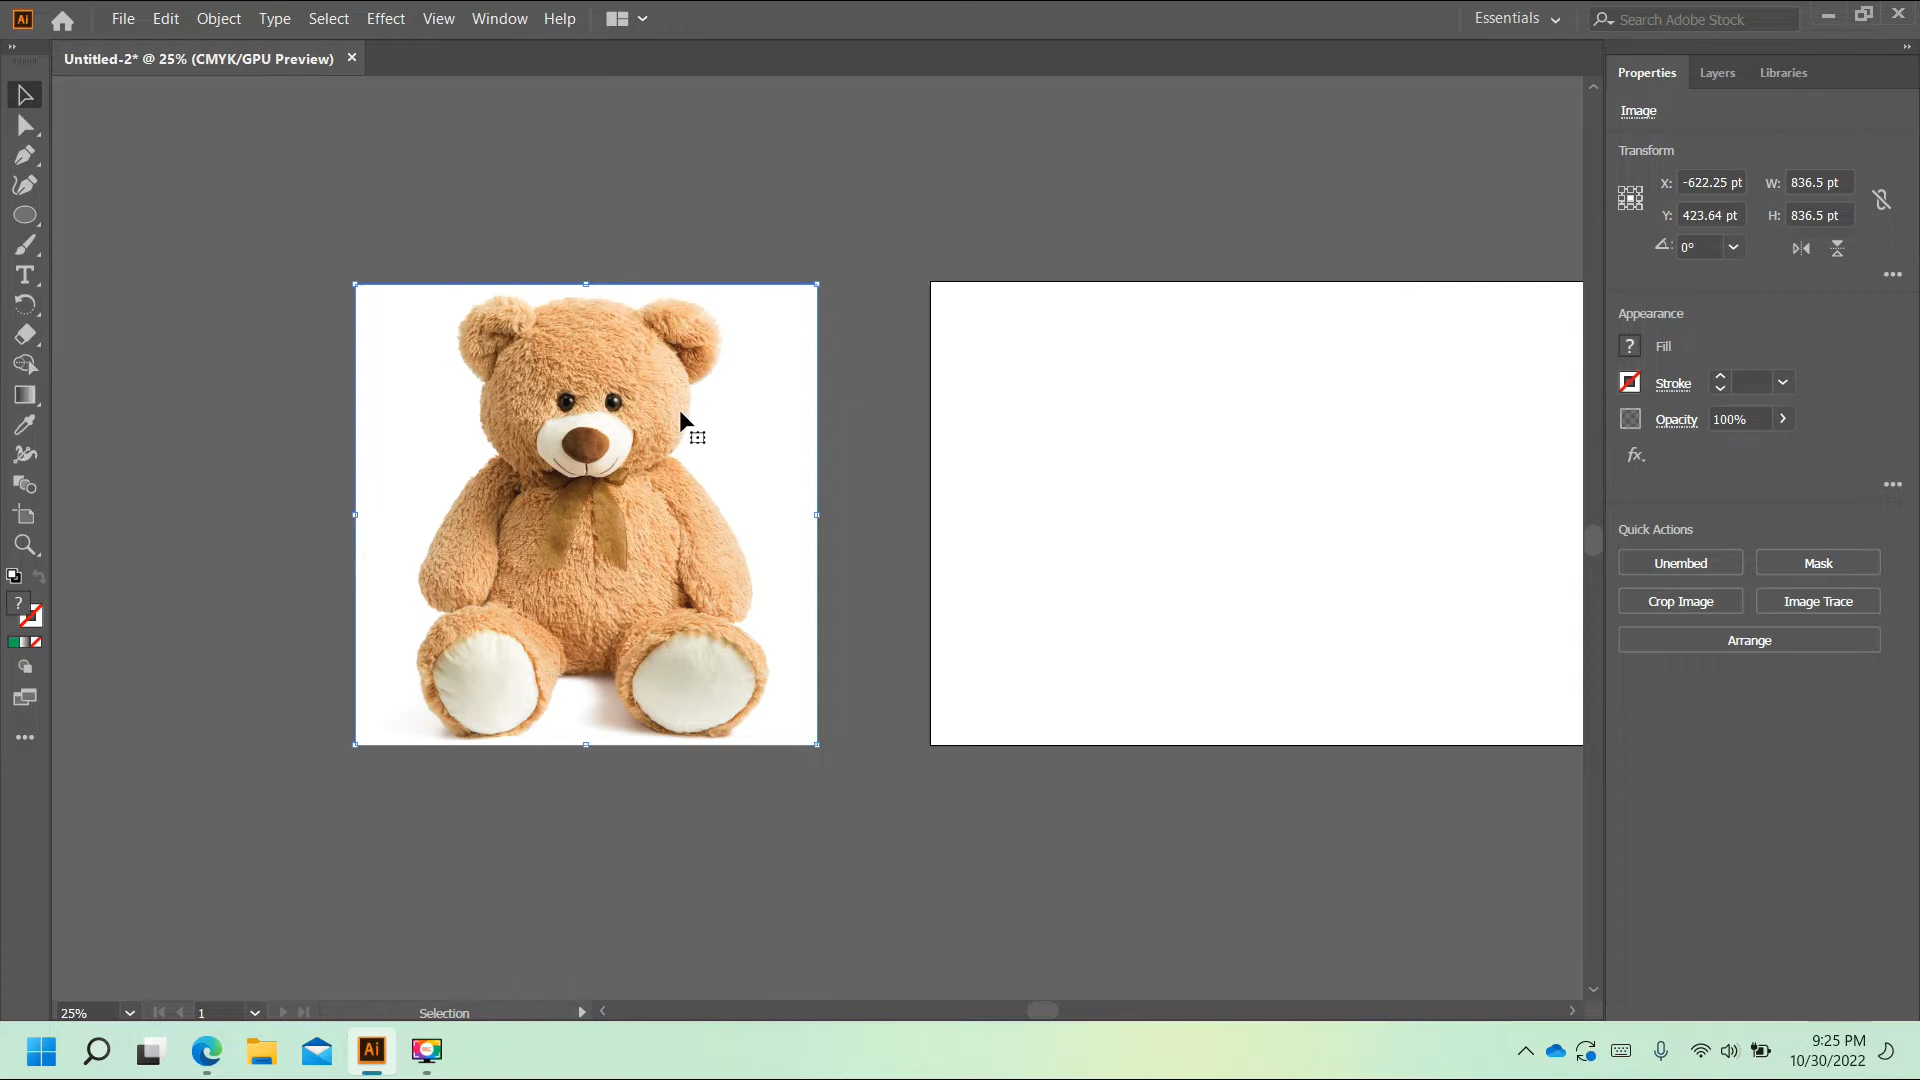 Ai File Edit Object Type Select Effect View Window Help Essentials Search Adobe Stock
Untitled-2* @ 25% (CMYK/GPU Preview)
Properties Layers Libraries
Image
Transform
X: -622.25 pt W: 836.5 pt
Y: 423.64 pt H: 836.5 pt
0°
Appearance
? Fill
Stroke
Opacity 100%
fx.
Quick Actions
Unembed Mask
Crop Image Image Trace
Arrange
?
25% 1 Selection
Ai
REC
9:25 PM
10/30/2022